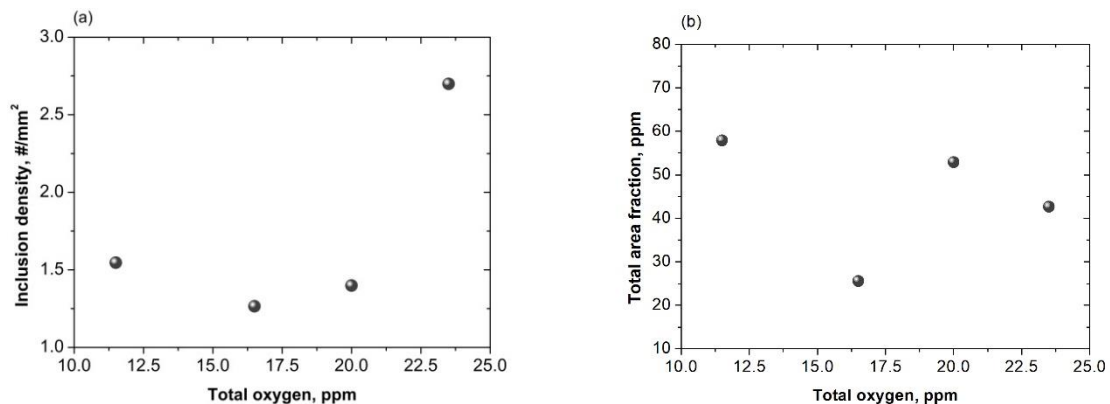 (a)
3.0
2.5
2.0
1.5
1.0
Inclusion density, #/mm²
10.0 12.5 15.0 17.5 20.0 22.5 25.0
Total oxygen, ppm
(b)
80
70
60
50
40
30
20
10
Total area fraction, ppm
10.0 12.5 15.0 17.5 20.0 22.5 25.0
Total oxygen, ppm